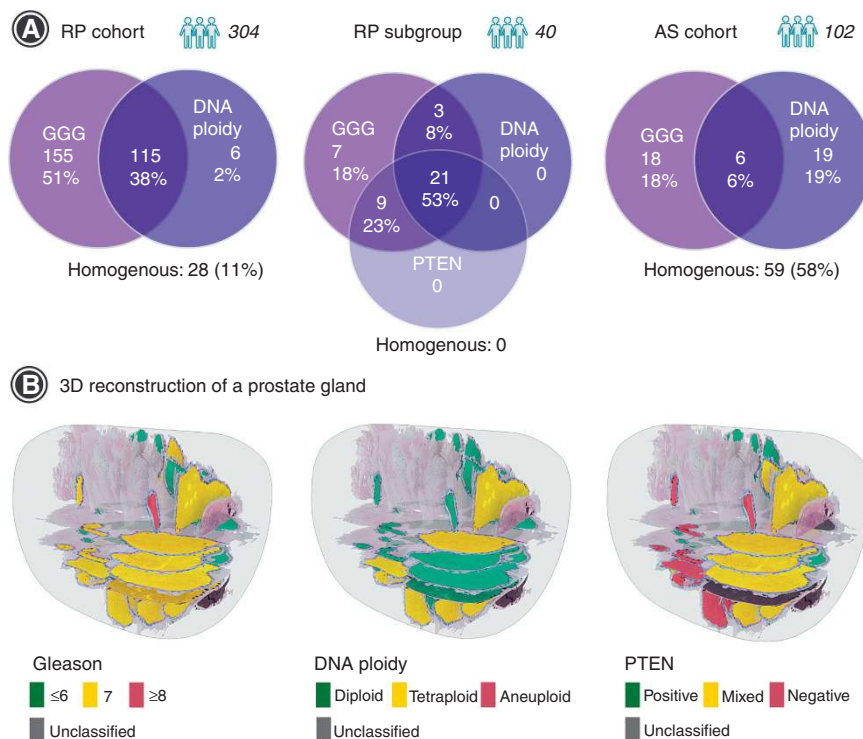 A RP cohort 304
RP subgroup 40
AS cohort 102
GGG
155
51%
115
38%
DNA
ploidy
6
2%
Homogenous: 28 (11%)
GGG
7
18%
3
8%
DNA
ploidy
0
21
53%
9
23%
0
PTEN
0
Homogenous: 0
GGG
18
18%
6
6%
DNA
ploidy
19
19%
Homogenous: 59 (58%)
B 3D reconstruction of a prostate gland
Gleason
≤6 7 ≥8
Unclassified
DNA ploidy
Diploid Tetraploid Aneuploid
Unclassified
PTEN
Positive Mixed Negative
Unclassified